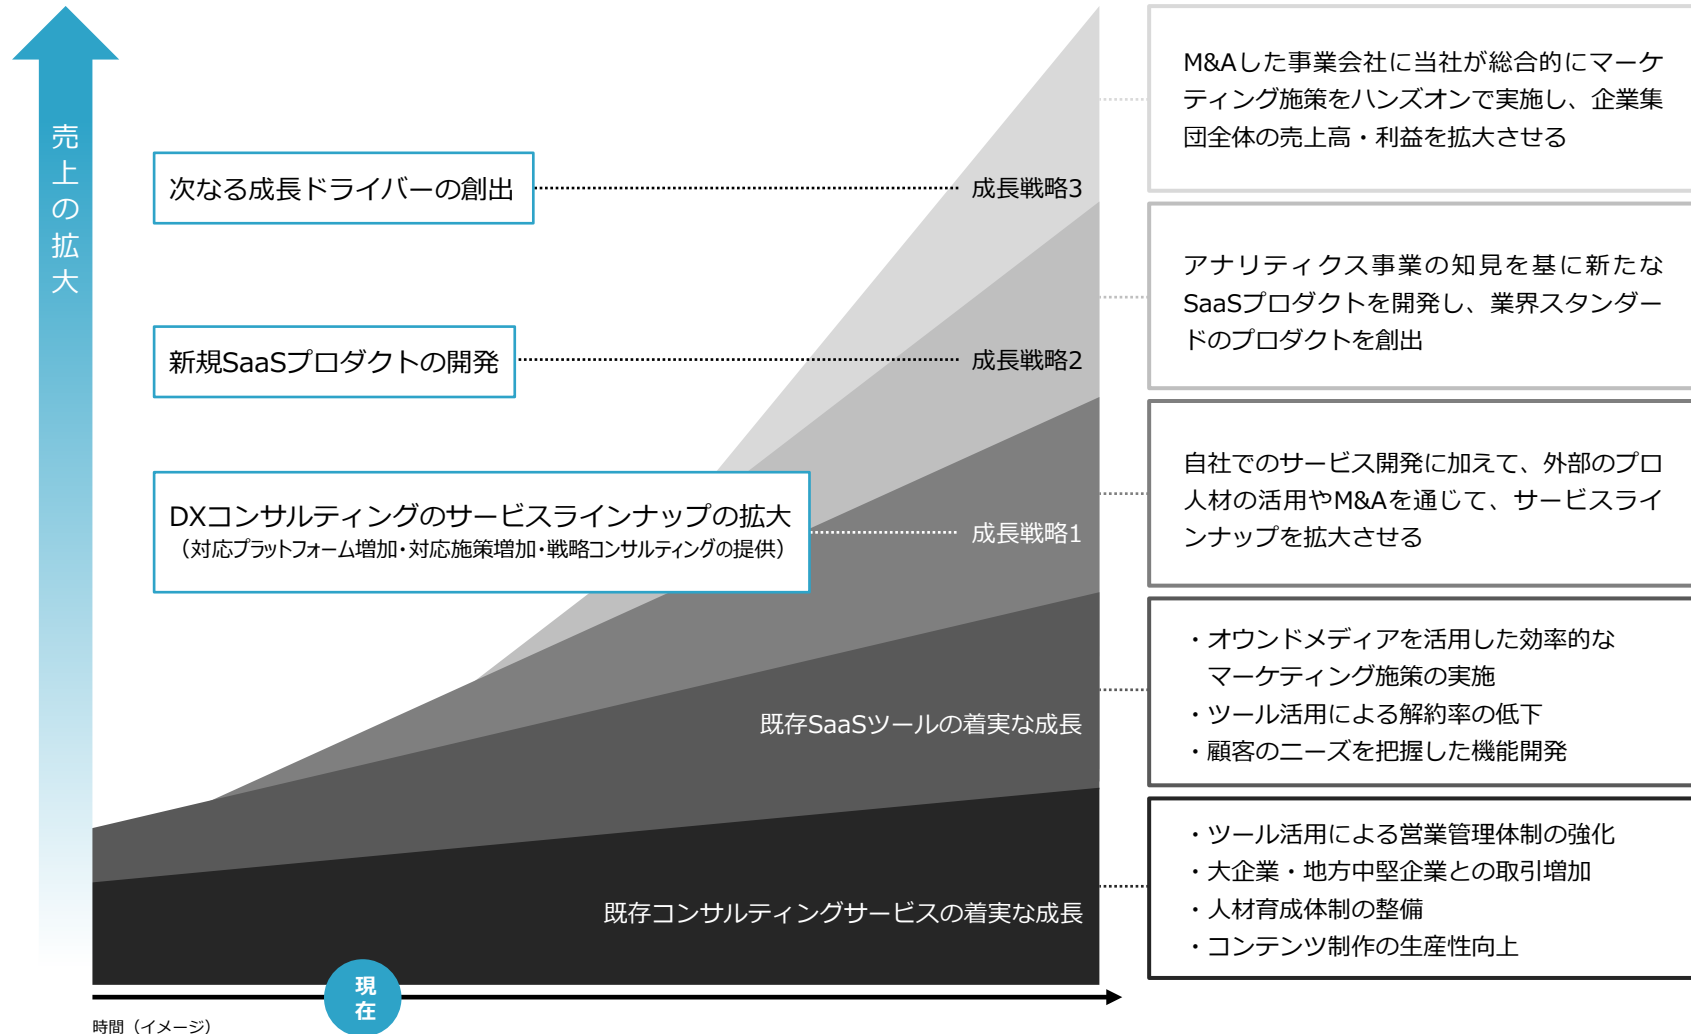 売上の拡大
次なる成長ドライバーの創出
成長戦略3
新規SaaSプロダクトの開発
成長戦略2
DXコンサルティングのサービスラインナップの拡大
（対応プラットフォーム増加・対応施策増加・戦略コンサルティングの提供）
成長戦略1
既存SaaSツールの着実な成長
既存コンサルティングサービスの着実な成長
現在
時間（イメージ）
M&Aした事業会社に当社が総合的にマーケ
ティング施策をハンズオンで実施し、企業集
団全体の売上高・利益を拡大させる
アナリティクス事業の知見を基に新たな
SaaSプロダクトを開発し、業界スタンダー
ドのプロダクトを創出
自社でのサービス開発に加えて、外部のプロ
人材の活用やM&Aを通じて、サービスライ
ンナップを拡大させる
・オウンドメディアを活用した効率的な
マーケティング施策の実施
・ツール活用による解約率の低下
・顧客のニーズを把握した機能開発
・ツール活用による営業管理体制の強化
・大企業・地方中堅企業との取引増加
・人材育成体制の整備
・コンテンツ制作の生産性向上